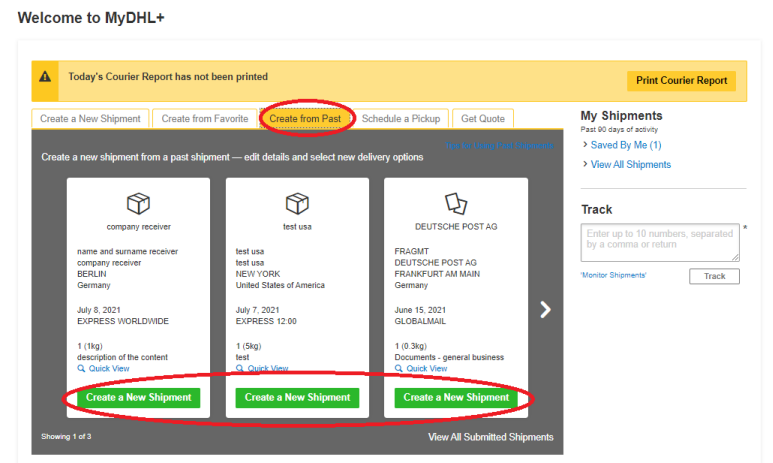 Welcome to MyDHL+
Today's Courier Report has not been printed
Print Courier Report
Create a New Shipment
Create from Favorite
Create from Past
Schedule a Pickup
Get Quote
Create a new shipment from a past shipment — edit details and select new delivery options
company receiver
name and surname receiver
company receiver
BERLIN
Germany
July 8, 2021
EXPRESS WORLDWIDE
1 (1kg)
description of the content
Quick View
Create a New Shipment
test usa
test usa
test usa
NEW YORK
United States of America
July 7, 2021
EXPRESS 12:00
1 (5kg)
test
Quick View
Create a New Shipment
DEUTSCHE POST AG
FRAGMT
DEUTSCHE POST AG
FRANKFURT AM MAIN
Germany
June 15, 2021
GLOBALMAIL
1 (0.3kg)
Documents - general business
Quick View
Create a New Shipment
Showing 1 of 3
View All Submitted Shipments
My Shipments
Past 90 days of activity
Saved By Me (1)
View All Shipments
Track
Enter up to 10 numbers, separated
by a comma or return
*
'Monitor Shipments'
Track